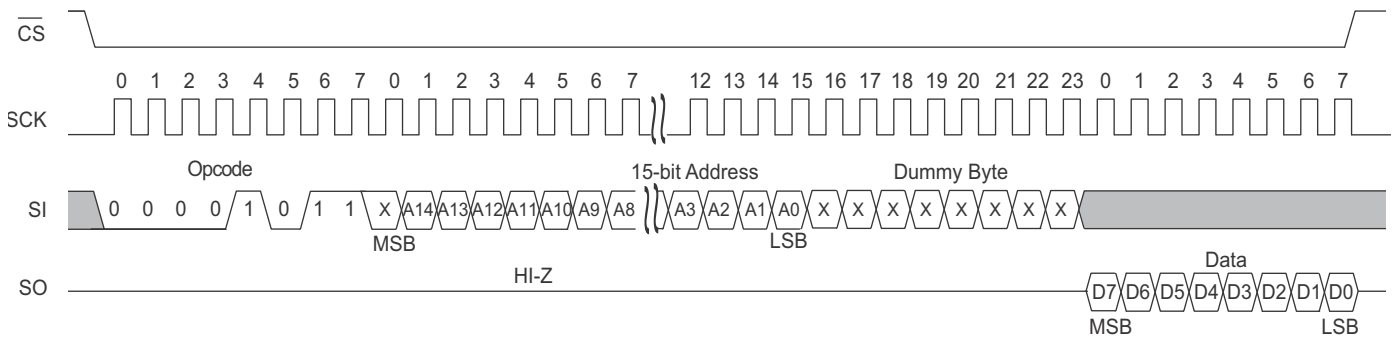 CS
0 1 2 3 4 5 6 7 0 1 2 3 4 5 6 7 12 13 14 15 16 17 18 19 20 21 22 23 0 1 2 3 4 5 6 7
SCK
Opcode 15-bit Address Dummy Byte
SI 0 0 0 0 1 0 1 1 X A14 A13 A12 A11 A10 A9 A8 A3 A2 A1 A0 X X X X X X X X
MSB LSB
HI-Z Data
SO D7 D6 D5 D4 D3 D2 D1 D0
MSB LSB